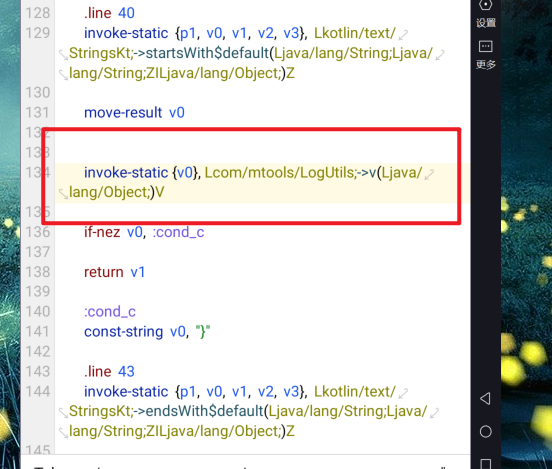 128 .line 40
129 invoke-static {p1, v0, v1, v2, v3}, Lkotlin/text/
StringsKt;->startsWith$default(Ljava/lang/String;Ljava/
lang/String;ZILjava/lang/Object;)Z
130
131 move-result v0
132
133
134 invoke-static {v0}, Lcom/mtools/LogUtils;->v(Ljava/
lang/Object;)V
135
136 if-nez v0, :cond_c
137
138 return v1
139
140 :cond_c
141 const-string v0, "}"
142
143 .line 43
144 invoke-static {p1, v0, v1, v2, v3}, Lkotlin/text/
StringsKt;->endsWith$default(Ljava/lang/String;Ljava/
lang/String;ZILjava/lang/Object;)Z
145
设置
更多